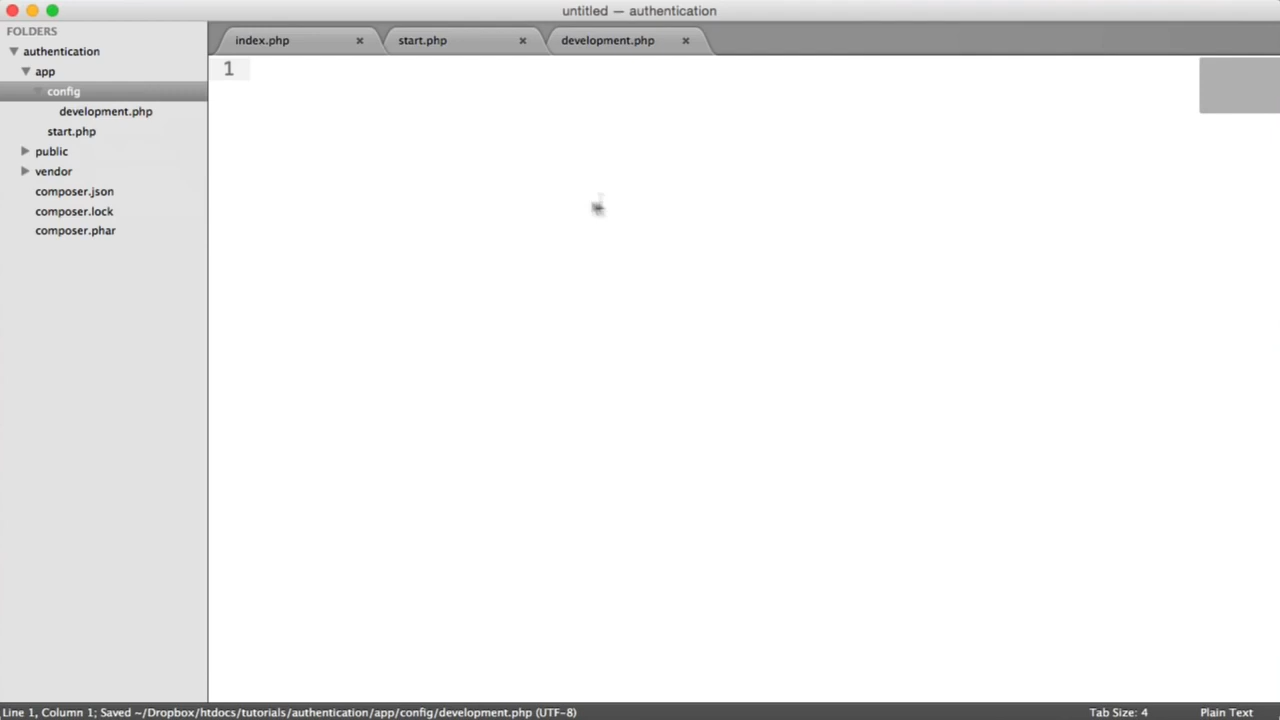 untitled — authentication
FOLDERS
authentication
app
config
development.php
start.php
public
vendor
composer.json
composer.lock
composer.phar
index.php
start.php
development.php
1
Line 1, Column 1; Saved ~/Dropbox/htdocs/tutorials/authentication/app/config/development.php (UTF-8)
Tab Size: 4
Plain Text